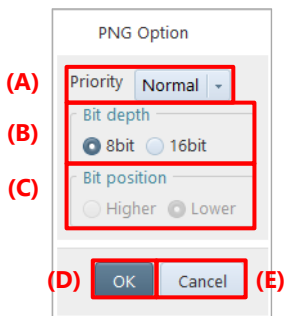 PNG Option
(A) Priority Normal
(B) Bit depth
8bit 16bit
(C) Bit position
Higher Lower
(D) OK Cancel (E)